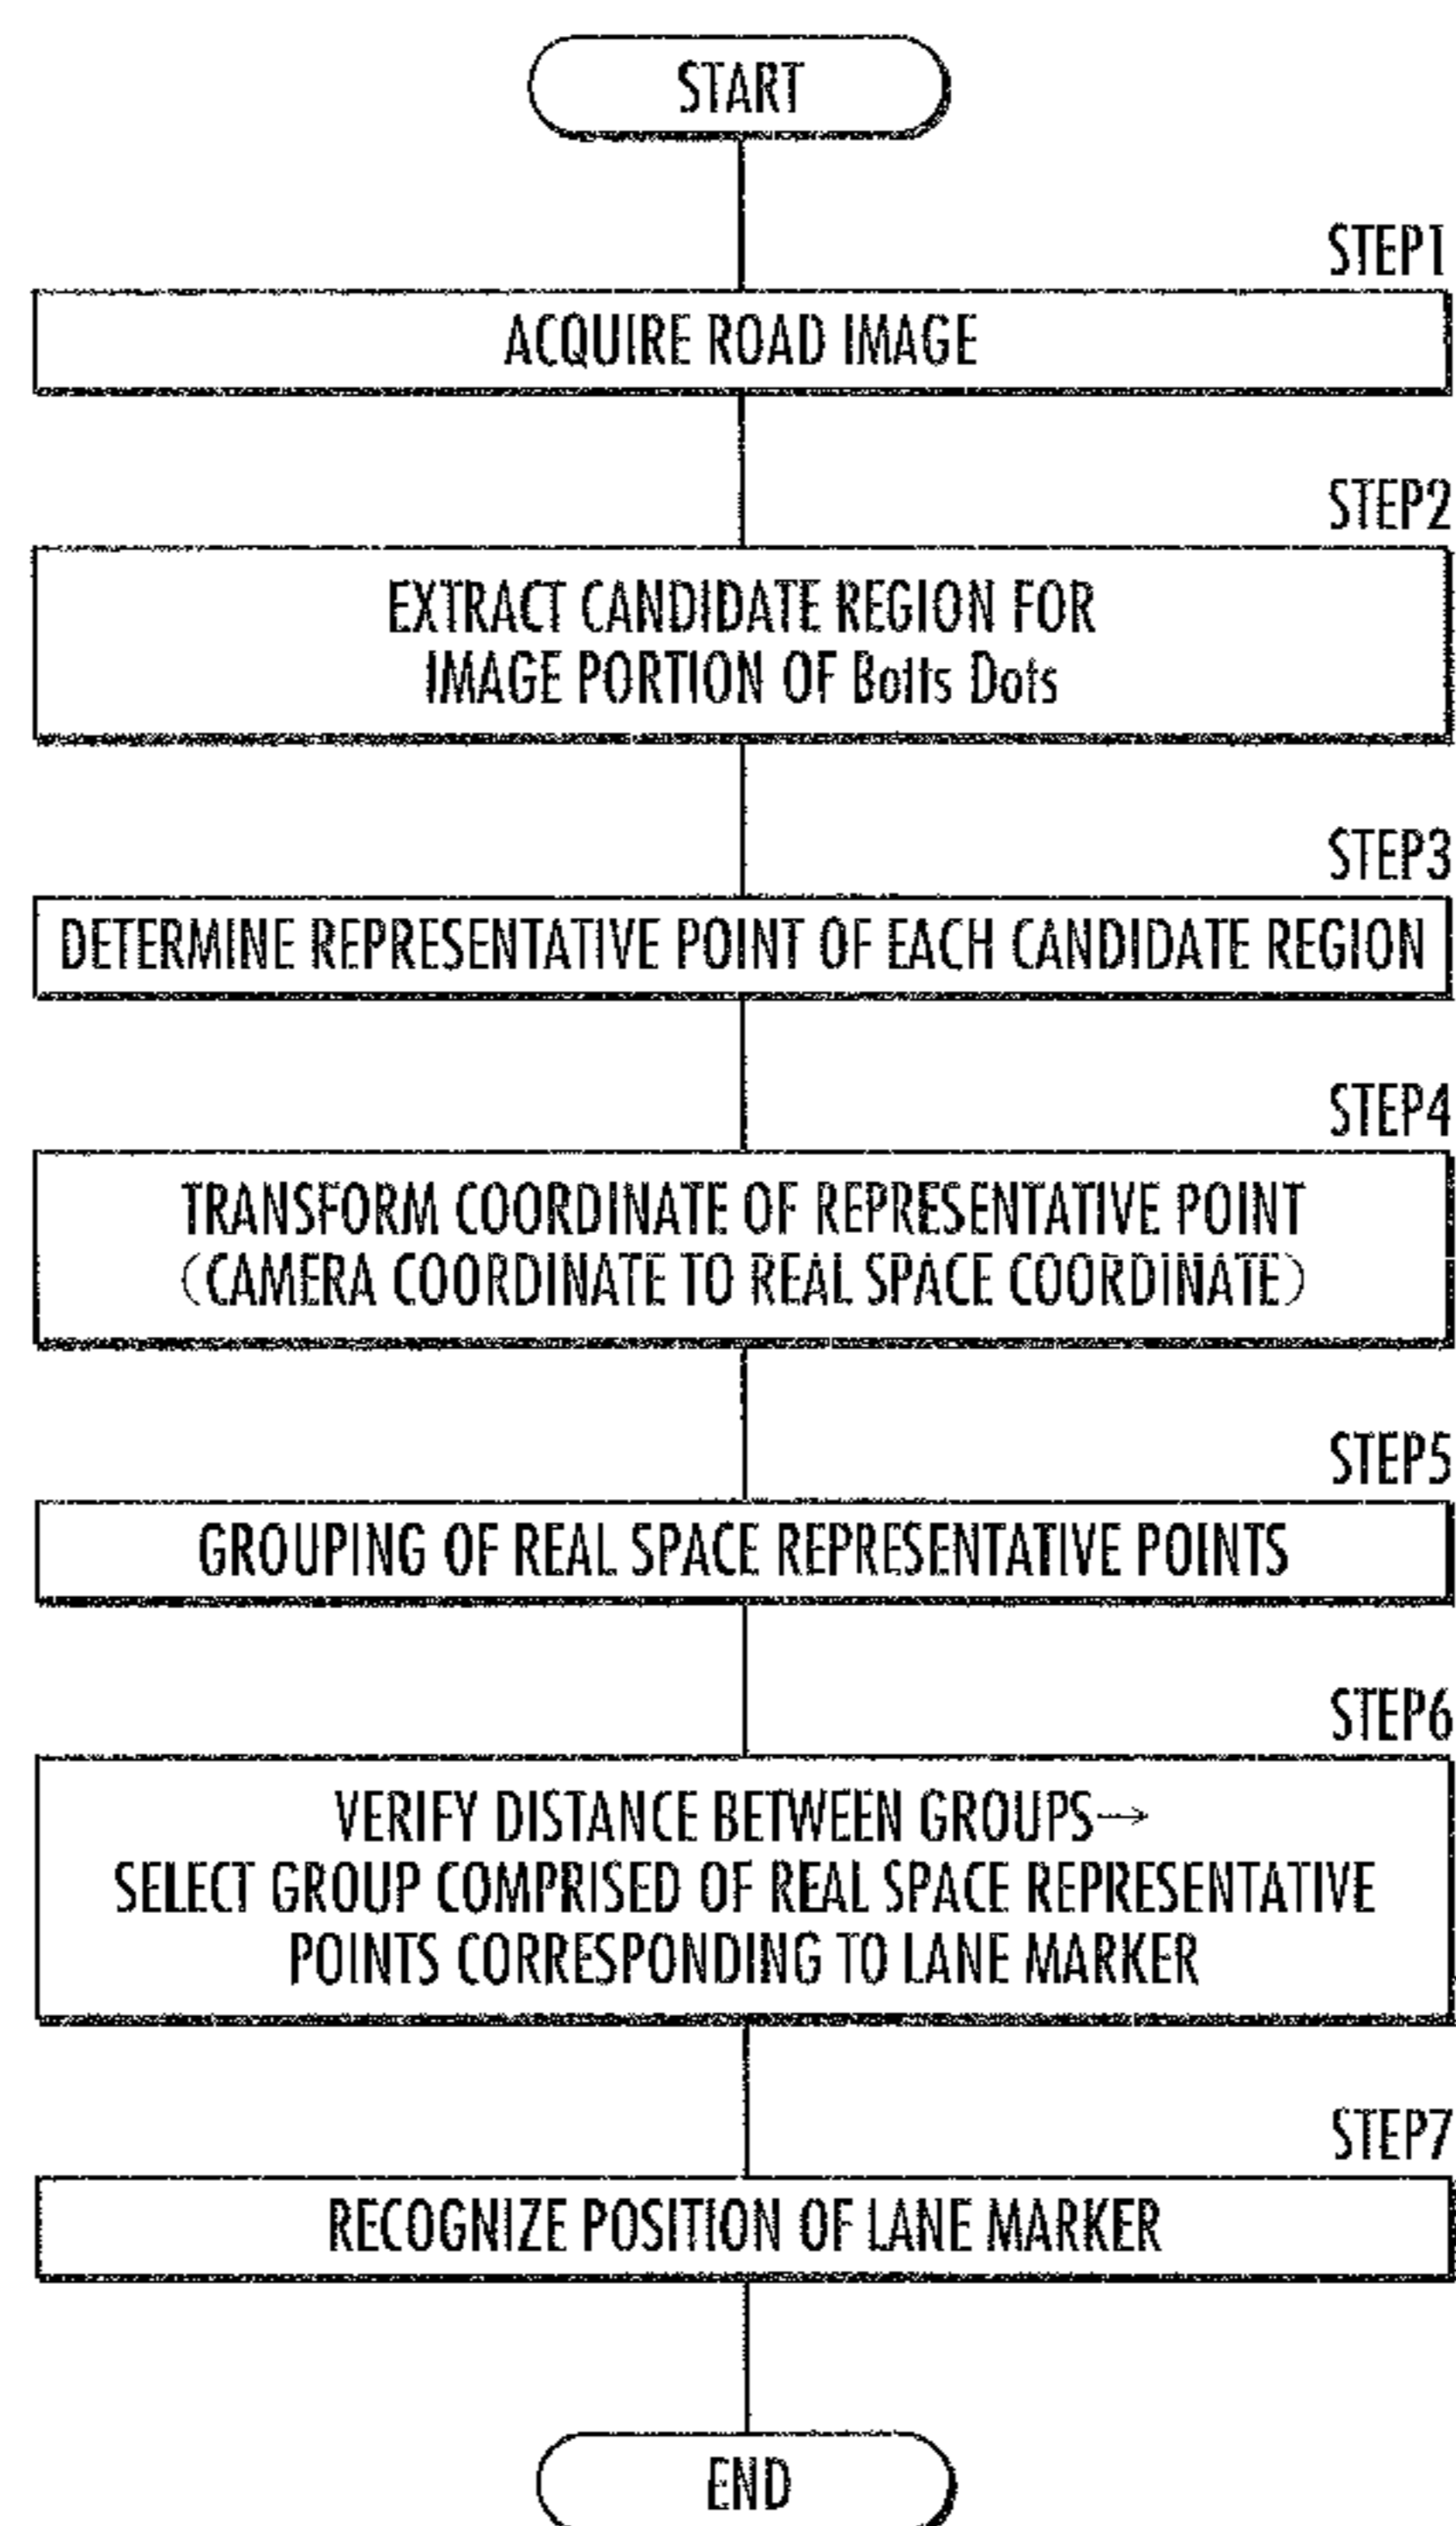 START
STEP1
ACQUIRE ROAD IMAGE
STEP2
EXTRACT CANDIDATE REGION FOR
IMAGE PORTION OF Botts Dots
STEP3
DETERMINE REPRESENTATIVE POINT OF EACH CANDIDATE REGION
STEP4
TRANSFORM COORDINATE OF REPRESENTATIVE POINT
(CAMERA COORDINATE TO REAL SPACE COORDINATE)
STEP5
GROUPING OF REAL SPACE REPRESENTATIVE POINTS
STEP6
VERIFY DISTANCE BETWEEN GROUPS→
SELECT GROUP COMPRISED OF REAL SPACE REPRESENTATIVE
POINTS CORRESPONDING TO LANE MARKER
STEP7
RECOGNIZE POSITION OF LANE MARKER
END